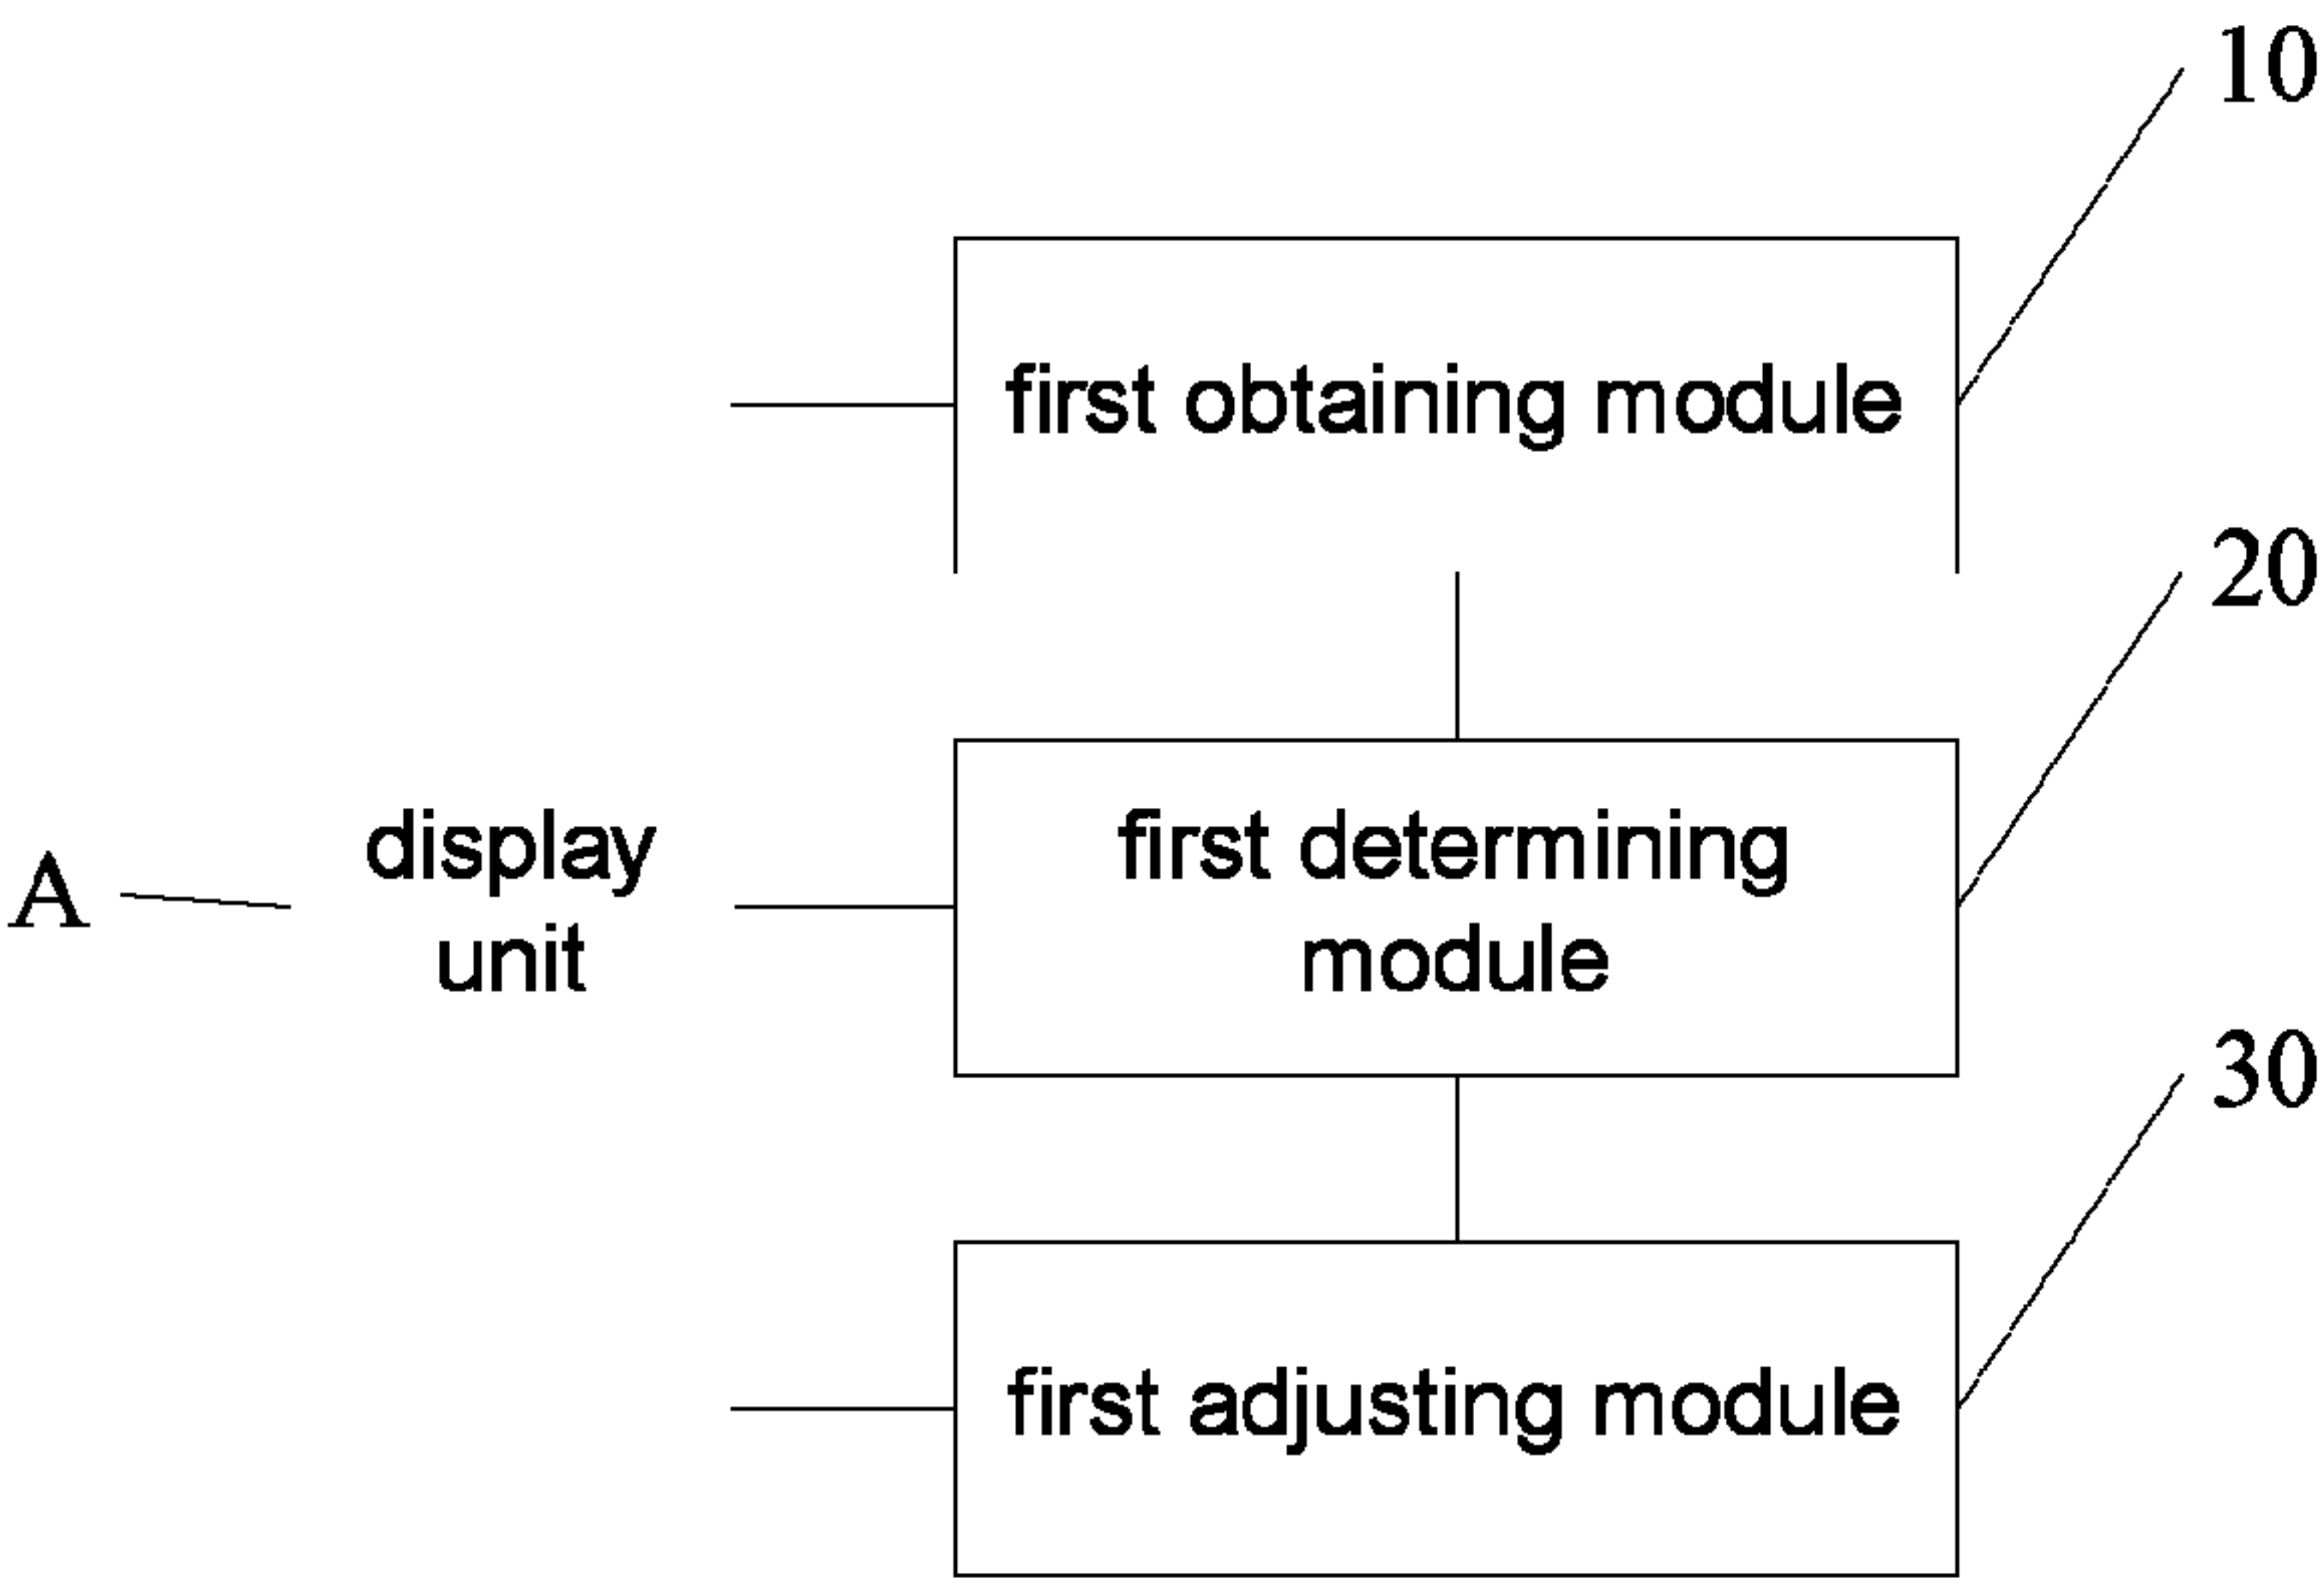 10
first obtaining module
20
A
display
unit
first determining
module
30
first adjusting module